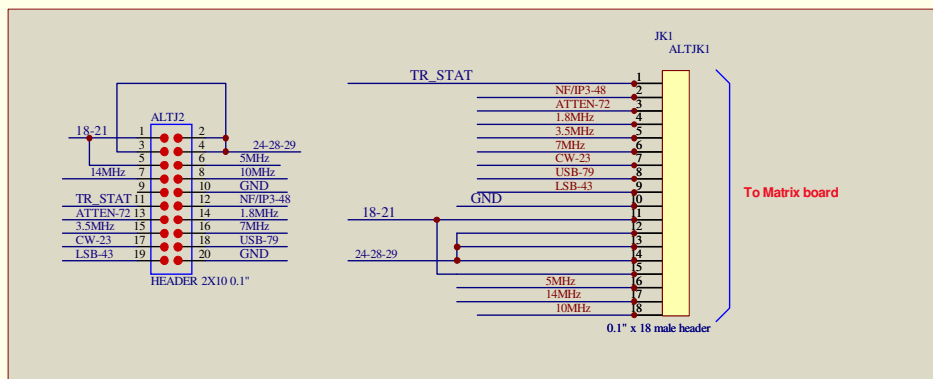 JK1
ALTJK1
TR_STAT 1
NF/IP3-48 2
ATTEN-72 3
1.8MHz 4
3.5MHz 5
7MHz 6
CW-23 7
USB-79 8
LSB-43 9
GND 10
18-21 11
12
13
24-28-29 14
15
5MHz 16
14MHz 17
10MHz 18
0.1" x 18 male header
To Matrix board
ALTJ2
18-21 1 2
3 4 24-28-29
5 6 5MHz
14MHz 7 8 10MHz
9 10 GND
TR_STAT 11 12 NF/IP3-48
ATTEN-72 13 14 1.8MHz
3.5MHz 15 16 7MHz
CW-23 17 18 USB-79
LSB-43 19 20 GND
HEADER 2X10 0.1"